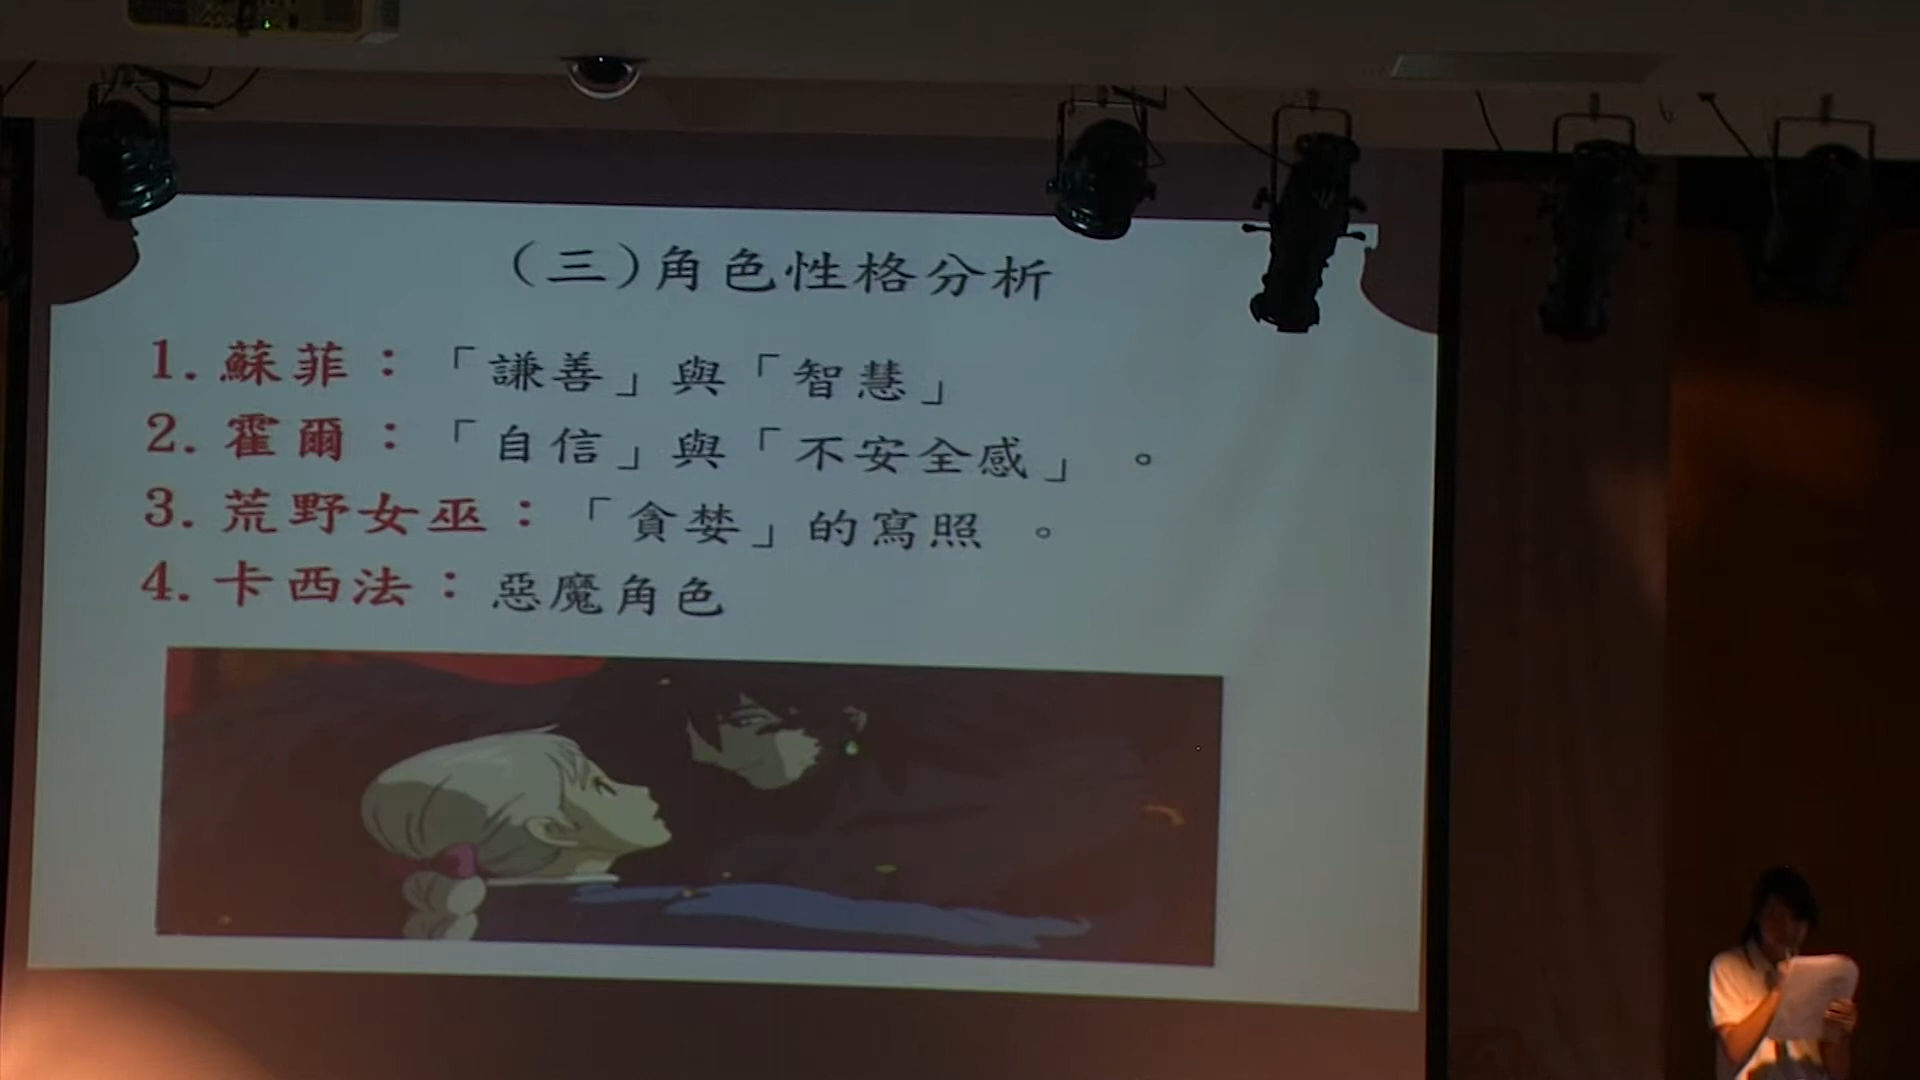 (三)角色性格分析
1. 蘇菲：「謙善」與「智慧」
2. 霍爾：「自信」與「不安全感」。
3. 荒野女巫：「貪婪」的寫照。
4. 卡西法：惡魔角色